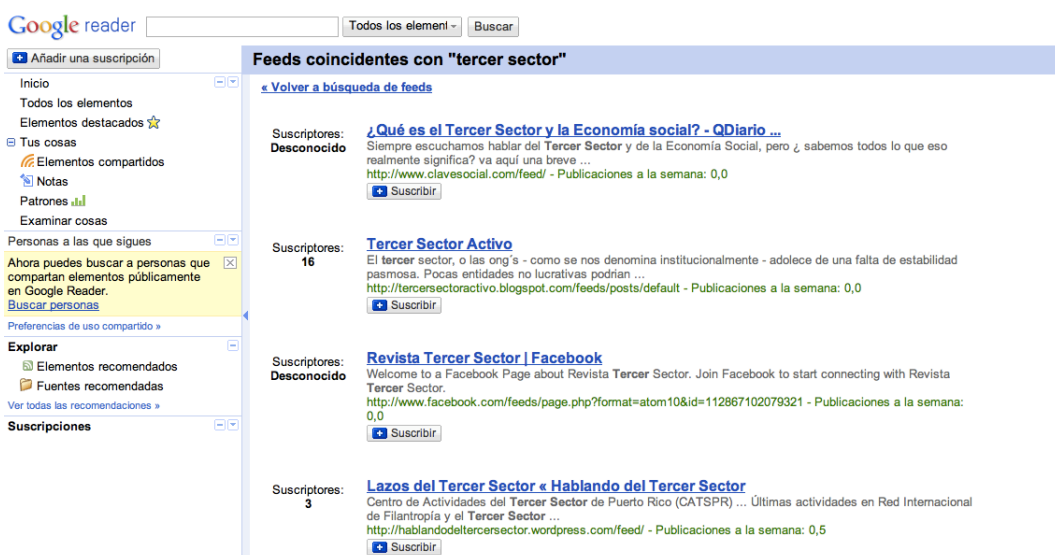 Google reader
Todos los element
Buscar
Añadir una suscripción
Inicio
Todos los elementos
Elementos destacados
Tus cosas
Elementos compartidos
Notas
Patrones
Examinar cosas
Personas a las que sigues
Ahora puedes buscar a personas que
compartan elementos públicamente
en Google Reader.
Buscar personas
Preferencias de uso compartido »
Explorar
Elementos recomendados
Fuentes recomendadas
Ver todas las recomendaciones »
Suscripciones
Feeds coincidentes con "tercer sector"
« Volver a búsqueda de feeds
Suscriptores:
Desconocido
¿Qué es el Tercer Sector y la Economía social? - QDiario ...
Siempre escuchamos hablar del Tercer Sector y de la Economía Social, pero ¿ sabemos todos lo que eso
realmente significa? va aquí una breve ...
http://www.clavesocial.com/feed/ - Publicaciones a la semana: 0,0
Suscribir
Suscriptores:
16
Tercer Sector Activo
El tercer sector, o las ong´s - como se nos denomina institucionalmente - adolece de una falta de estabilidad
pasmosa. Pocas entidades no lucrativas podrian ...
http://tercersectoractivo.blogspot.com/feeds/posts/default - Publicaciones a la semana: 0,0
Suscribir
Suscriptores:
Desconocido
Revista Tercer Sector | Facebook
Welcome to a Facebook Page about Revista Tercer Sector. Join Facebook to start connecting with Revista
Tercer Sector.
http://www.facebook.com/feeds/page.php?format=atom10&id=112867102079321 - Publicaciones a la semana:
0,0
Suscribir
Suscriptores:
3
Lazos del Tercer Sector « Hablando del Tercer Sector
Centro de Actividades del Tercer Sector de Puerto Rico (CATSPR) ... Últimas actividades en Red Internacional
de Filantropía y el Tercer Sector ...
http://hablandodeltercersector.wordpress.com/feed/ - Publicaciones a la semana: 0,5
Suscribir